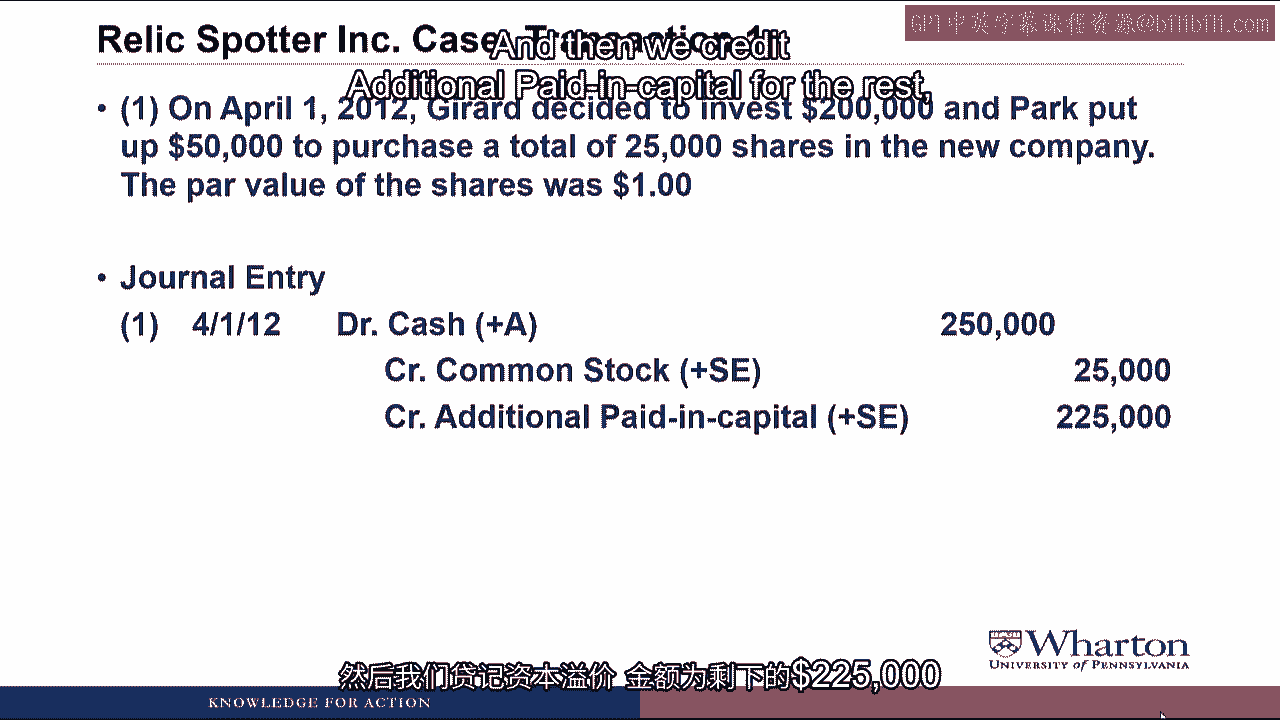 GPT中英字幕课程资源@bilibili.com
Relic Spotter Inc. Case Transaction 1
And then we credit
Additional Paid-in-capital for the rest,
• (1) On April 1, 2012, Girard decided to invest $200,000 and Park put
up $50,000 to purchase a total of 25,000 shares in the new company.
The par value of the shares was $1.00
• Journal Entry
(1) 4/1/12 Dr. Cash (+A) 250,000
Cr. Common Stock (+SE) 25,000
Cr. Additional Paid-in-capital (+SE) 225,000
Wharton
UNIVERSITY of PENNSYLVANIA
然后我们贷记资本溢价 金额为剩下的$225,000
KNOWLEDGE FOR ACTION